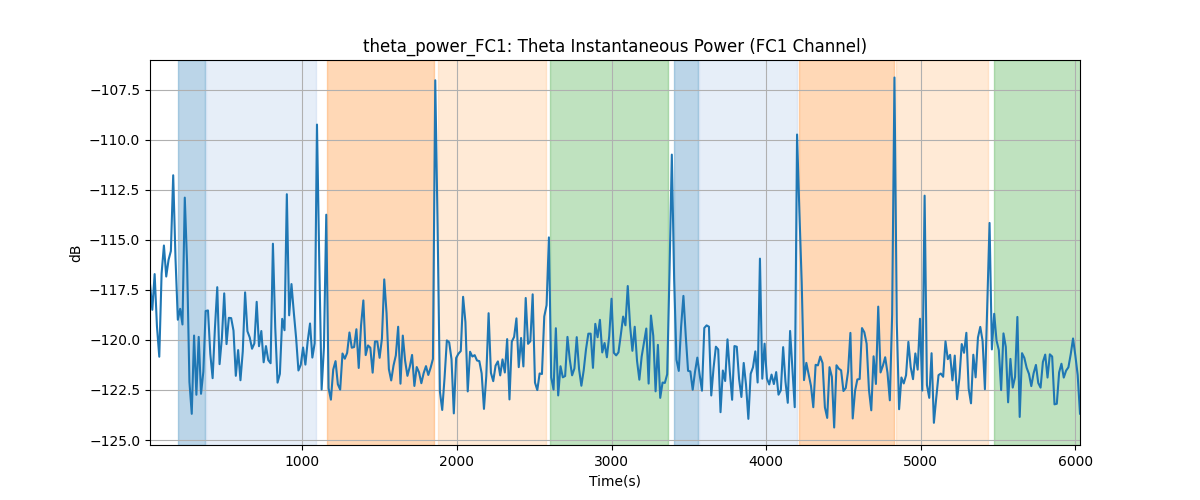 theta_power_FC1: Theta Instantaneous Power (FC1 Channel)
−107.5
−110.0
−112.5
−115.0
−117.5
−120.0
−122.5
−125.0
dB
1000 2000 3000 4000 5000 6000
Time(s)